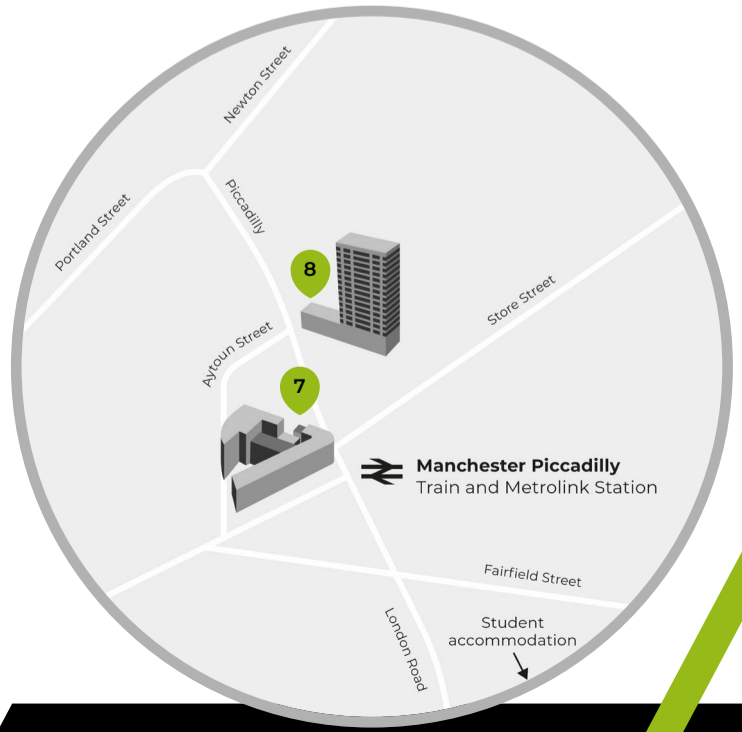 Newton Street
Portland Street
Piccadilly
8
Store Street
Aytoun Street
7
Manchester Piccadilly
Train and Metrolink Station
Fairfield Street
London Road
Student
accommodation